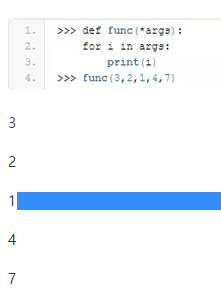 1. >>> def func(*args):
2.     for i in args:
3.         print(i)
4. >>> func(3,2,1,4,7)
3
2
1
4
7